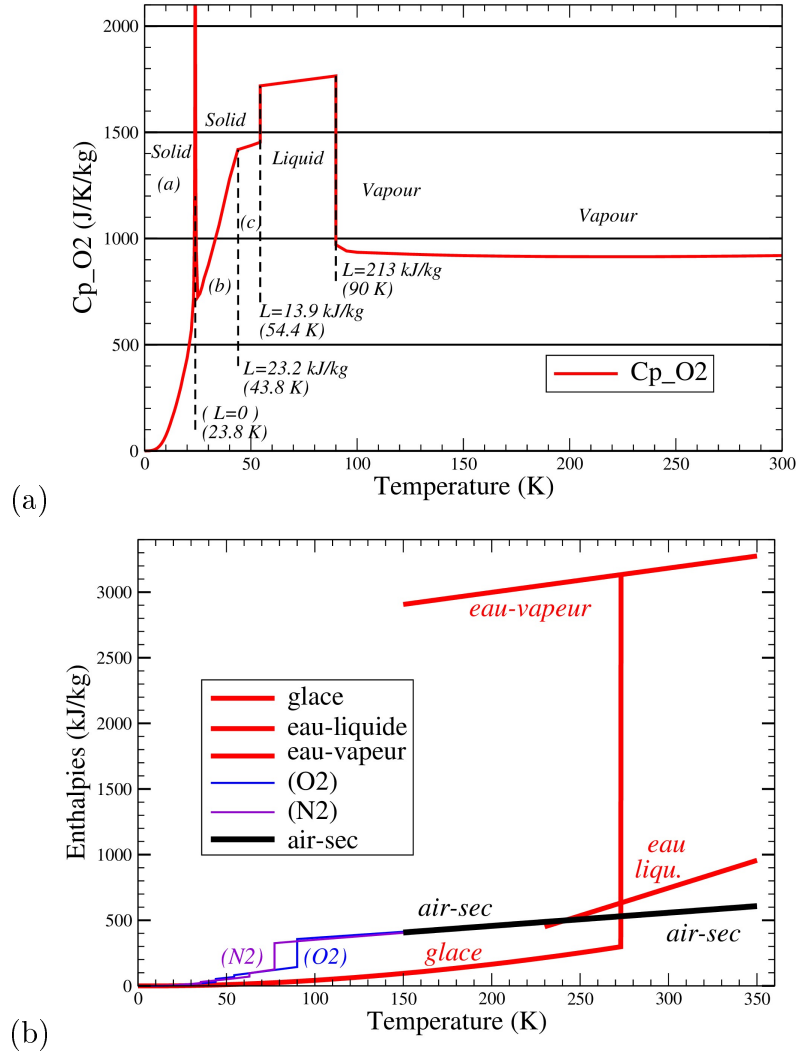 2000
1500
1000
500
0
Cp_O2 (J/K/kg)
Solid
Solid
(a)
Liquid
Vapour
Vapour
(c)
(b)
L=213 kJ/kg
(90 K)
L=13.9 kJ/kg
(54.4 K)
L=23.2 kJ/kg
(43.8 K)
( L=0 )
(23.8 K)
Cp_O2
0 50 100 150 200 250 300
Temperature (K)
(a)
3000
2500
2000
1500
1000
500
0
Enthalpies (kJ/kg)
eau-vapeur
glace
eau-liquide
eau-vapeur
(O2)
(N2)
air-sec
eau
liqu.
air-sec
air-sec
(N2)
(O2)
glace
0 50 100 150 200 250 300 350
Temperature (K)
(b)